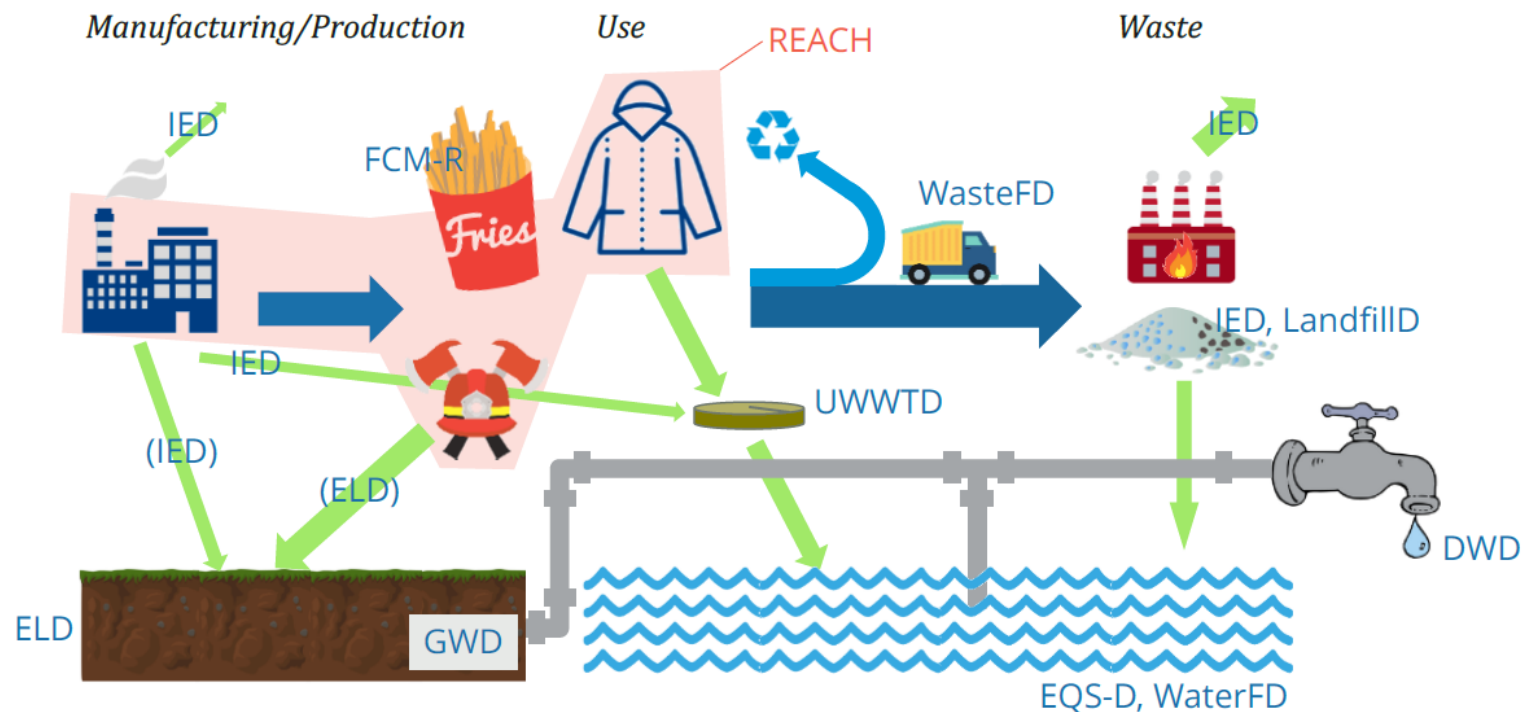 Manufacturing/Production
Use
Waste
REACH
IED
IED
FCM-R
WasteFD
Fries
IED, LandfillD
IED
UWWTD
(IED)
(ELD)
DWD
ELD
GWD
EQS-D, WaterFD